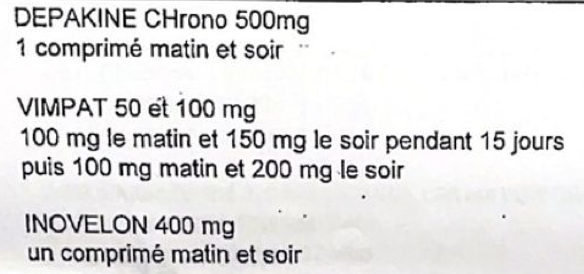 DEPAKINE CHrono 500mg
1 comprimé matin et soir
VIMPAT 50 et 100 mg
100 mg le matin et 150 mg le soir pendant 15 jours
puis 100 mg matin et 200 mg le soir
INOVELON 400 mg
un comprimé matin et soir